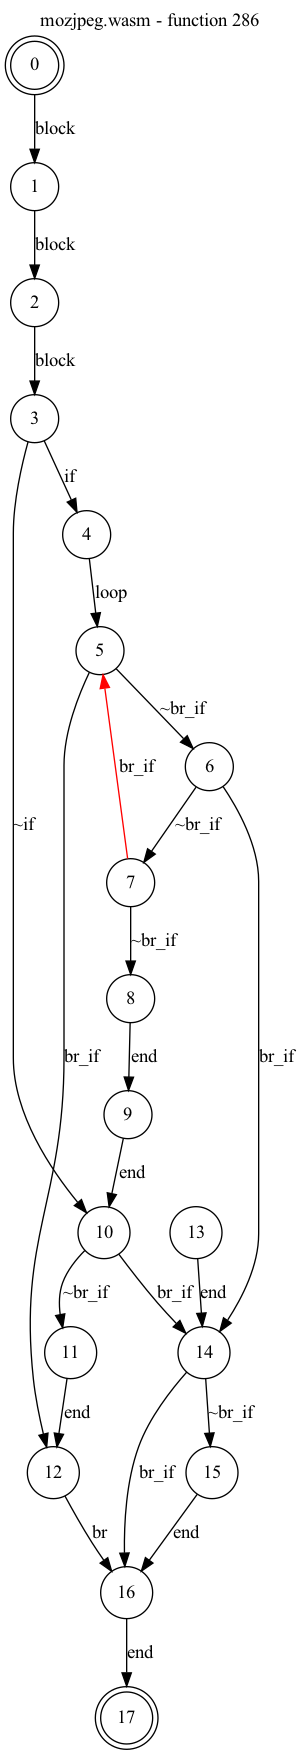 mozjpeg.wasm - function 286
0
block
1
block
2
block
3
if
4
loop
5
~br_if
6
br_if
~br_if
~if
7
~br_if
8
br_if
br_if
end
9
end
10
13
~br_if
br_if
end
11
14
end
~br_if
12
br_if
15
br
end
16
end
17